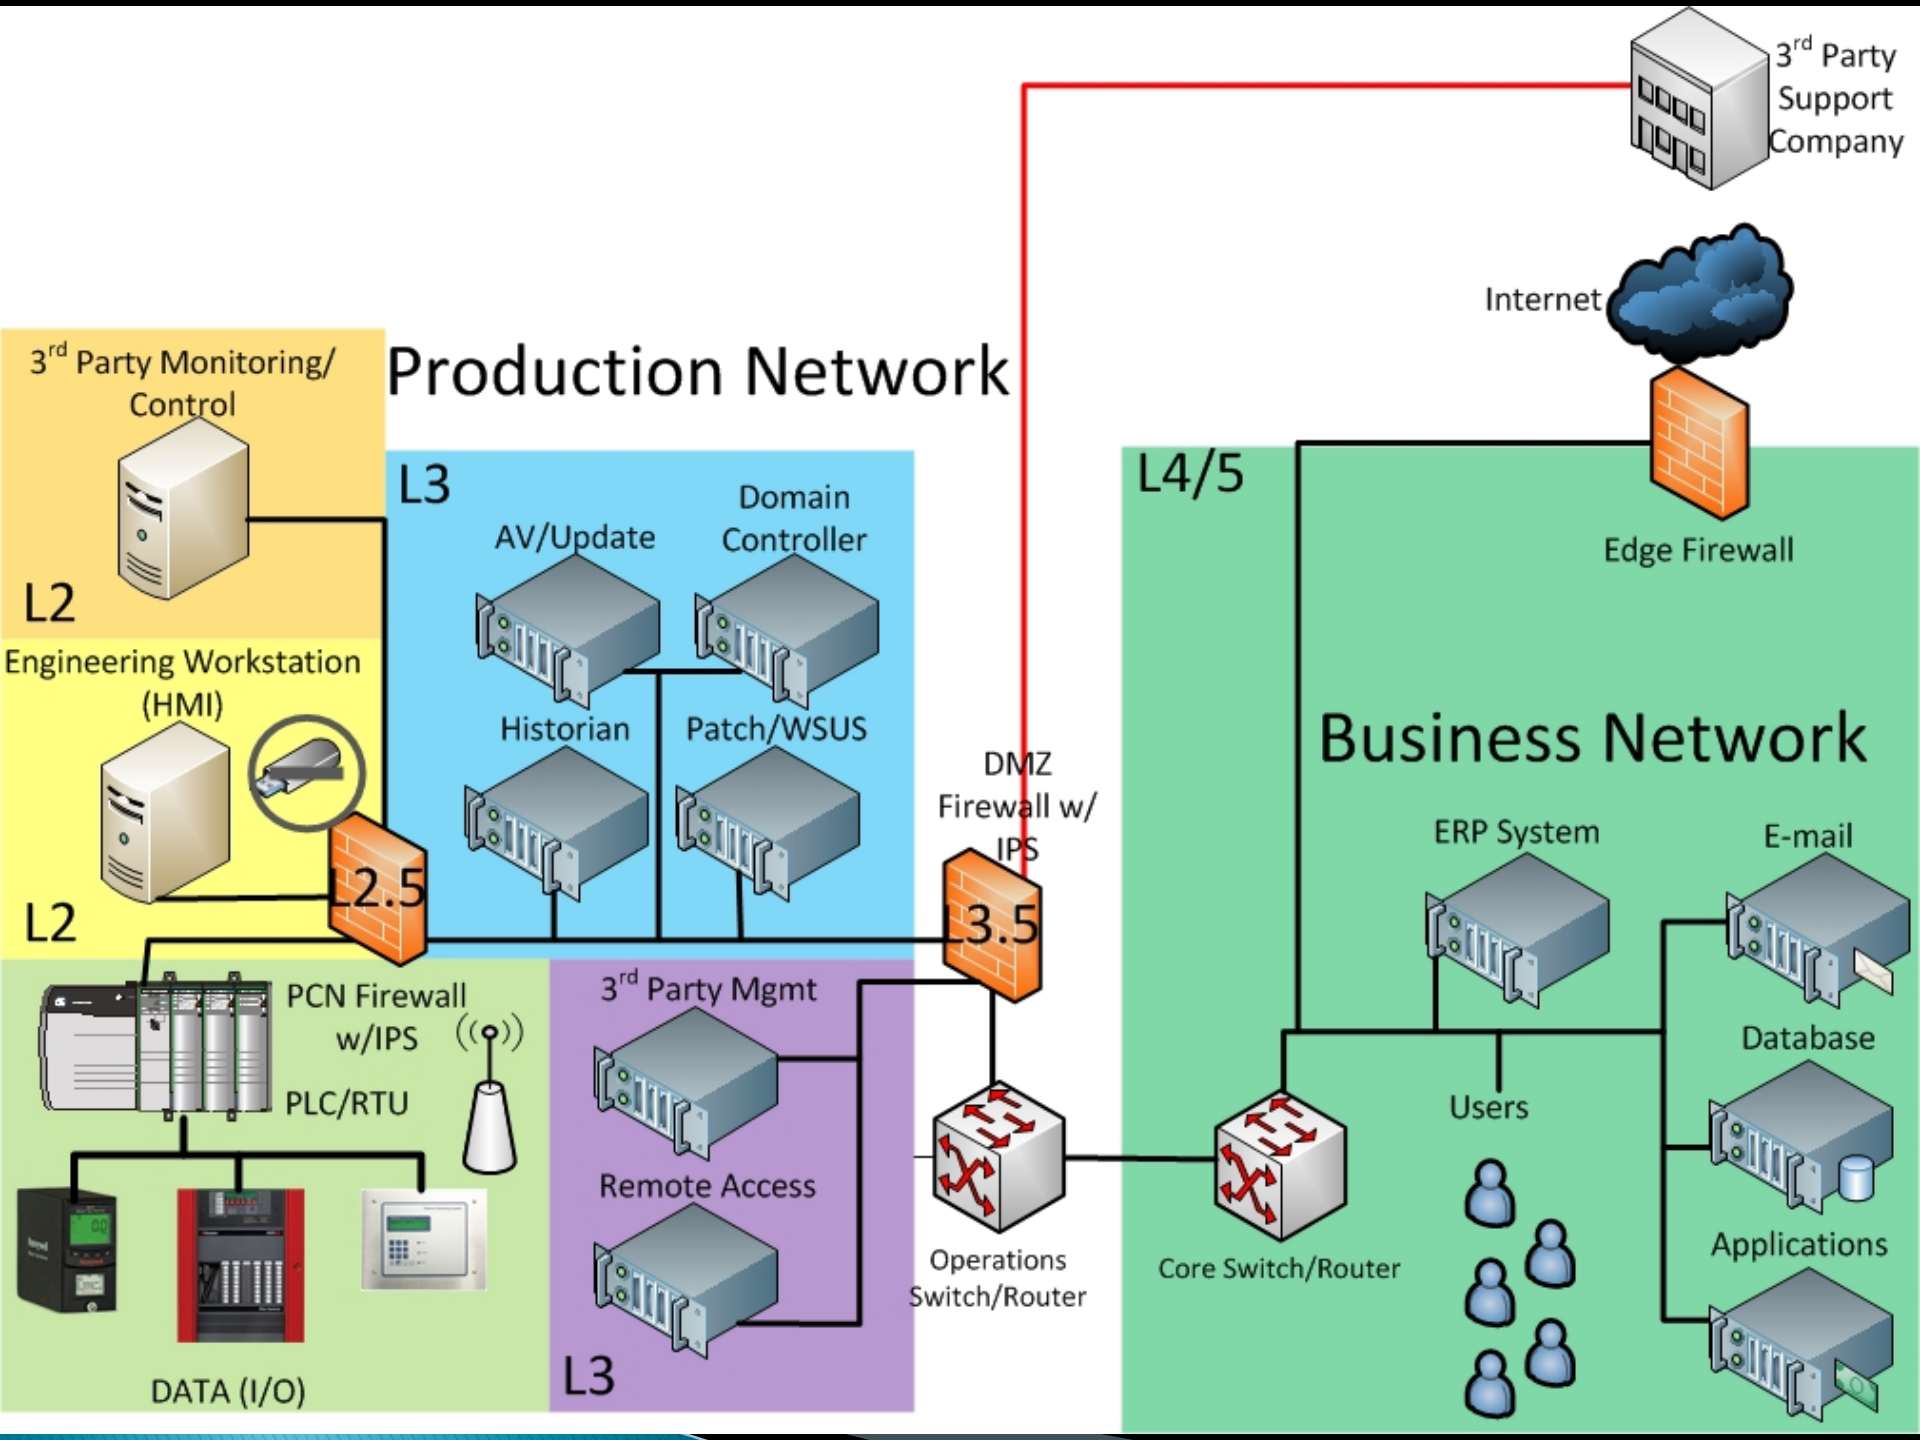 3rd Party
Support
Company
Internet
3rd Party Monitoring/
Control
Production Network
L3
L4/5
Domain
Controller
AV/Update
Edge Firewall
L2
Engineering Workstation
(HMI)
Historian
Patch/WSUS
Business Network
DMZ
Firewall w/
IPS
ERP System
E-mail
L2.5
L3.5
L2
3rd Party Mgmt
PCN Firewall
w/IPS
Database
PLC/RTU
Users
Remote Access
Operations
Switch/Router
Core Switch/Router
Applications
L3
DATA (I/O)